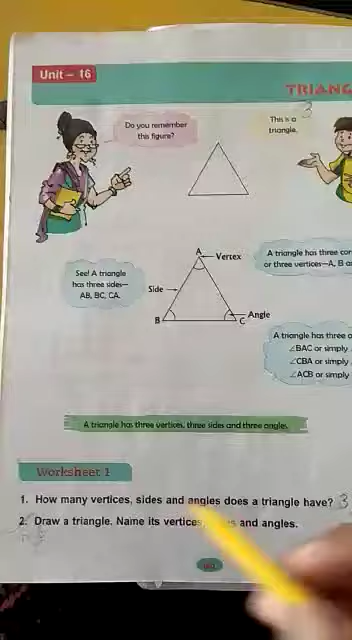 Unit – 16
TRIANG
Do you remember
this figure?
This is a
triangle.
3
A
Vertex
A triangle has three cor
or three vertices—A, B a
See! A triangle
has three sides—
AB, BC, CA.
Side
B
C
Angle
A triangle has three a
∠BAC or simply
∠CBA or simply
∠ACB or simply
A triangle has three vertices, three sides and three angles.
Worksheet 1
1. How many vertices, sides and angles does a triangle have? 3
2. Draw a triangle. Name its vertices, and angles.